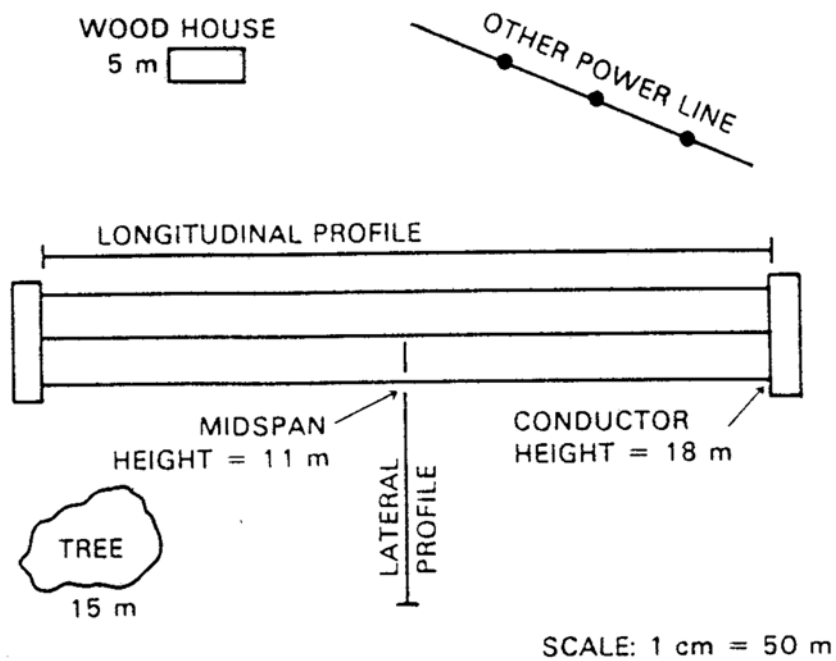 WOOD HOUSE
5 m
OTHER POWER LINE
LONGITUDINAL PROFILE
MIDSPAN
HEIGHT = 11 m
CONDUCTOR
HEIGHT = 18 m
LATERAL
PROFILE
TREE
15 m
SCALE: 1 cm = 50 m